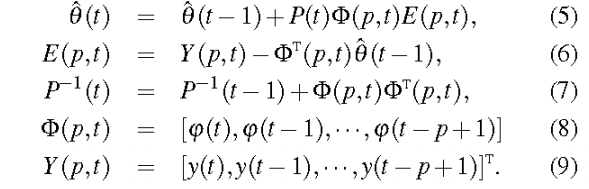 θ̂(t) = θ̂(t−1)+P(t)Φ(p,t)E(p,t), (5)
E(p,t) = Y(p,t)−Φᵀ(p,t)θ̂(t−1), (6)
P⁻¹(t) = P⁻¹(t−1)+Φ(p,t)Φᵀ(p,t), (7)
Φ(p,t) = [φ(t),φ(t−1),⋯,φ(t−p+1)] (8)
Y(p,t) = [y(t),y(t−1),⋯,y(t−p+1)]ᵀ. (9)